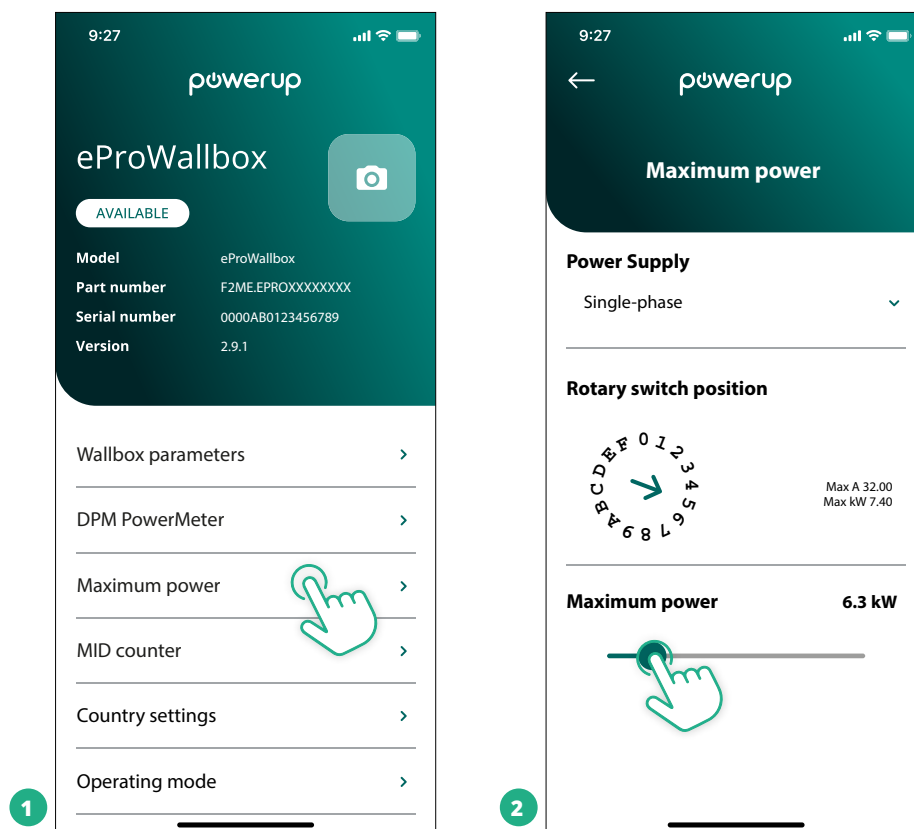 9:27
powerup
eProWallbox
AVAILABLE
Model eProWallbox
Part number F2ME.EPROXXXXXXXX
Serial number 0000AB0123456789
Version 2.9.1
Wallbox parameters
DPM PowerMeter
Maximum power
MID counter
Country settings
Operating mode
1
9:27
powerup
Maximum power
Power Supply
Single-phase
Rotary switch position
0 1 2 3 4 5 6 7 8 9 A B C D E F
Max A 32.00
Max kW 7.40
Maximum power 6.3 kW
2